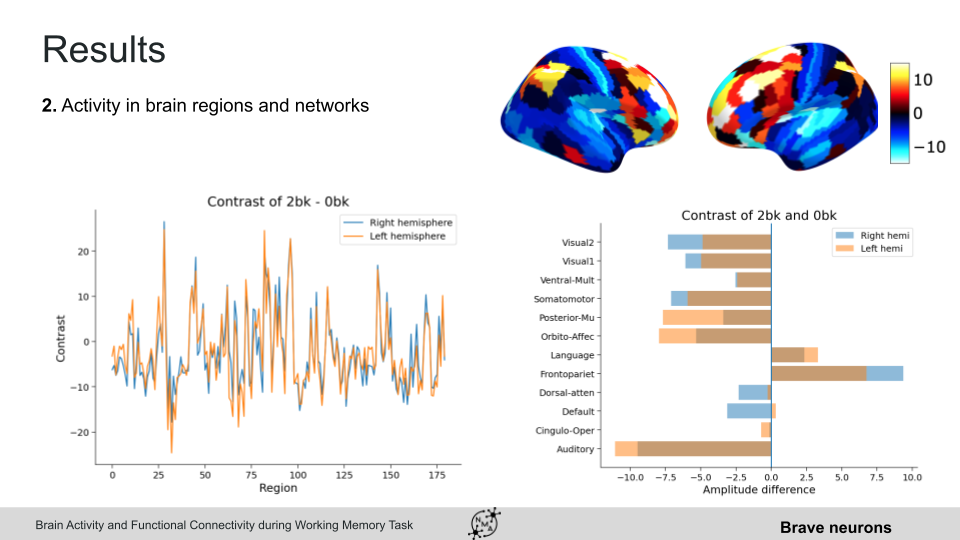 Results
2. Activity in brain regions and networks
10
0
−10
Contrast of 2bk - 0bk
Right hemisphere
Left hemisphere
Contrast
20
10
0
−10
−20
0 25 50 75 100 125 150 175
Region
Contrast of 2bk and 0bk
Right hemi
Left hemi
Visual2
Visual1
Ventral-Mult
Somatomotor
Posterior-Mu
Orbito-Affec
Language
Frontopariet
Dorsal-atten
Default
Cingulo-Oper
Auditory
−10.0 −7.5 −5.0 −2.5 0.0 2.5 5.0 7.5 10.0
Amplitude difference
Brain Activity and Functional Connectivity during Working Memory Task
NMA
Brave neurons